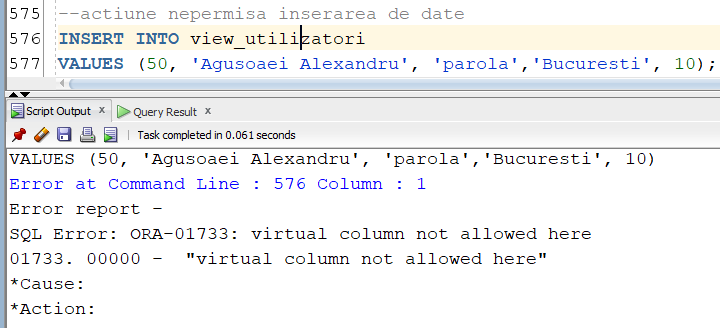 575 --actiune nepermisa inserarea de date
576 INSERT INTO view_utilizatori
577 VALUES (50, 'Agusoaei Alexandru', 'parola','Bucuresti', 10);
Script Output x Query Result x
Task completed in 0.061 seconds
VALUES (50, 'Agusoaei Alexandru', 'parola','Bucuresti', 10)
Error at Command Line : 576 Column : 1
Error report -
SQL Error: ORA-01733: virtual column not allowed here
01733. 00000 -  "virtual column not allowed here"
*Cause:
*Action: